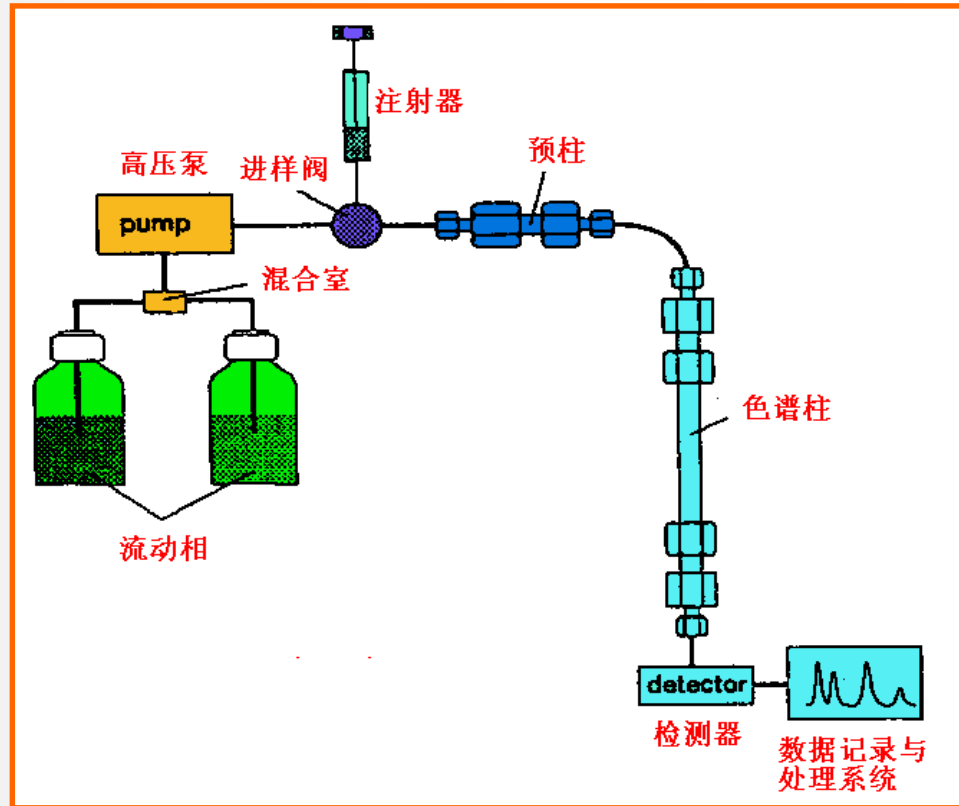 注射器
高压泵
进样阀
预柱
pump
混合室
色谱柱
流动相
detector
检测器
数据记录与
处理系统